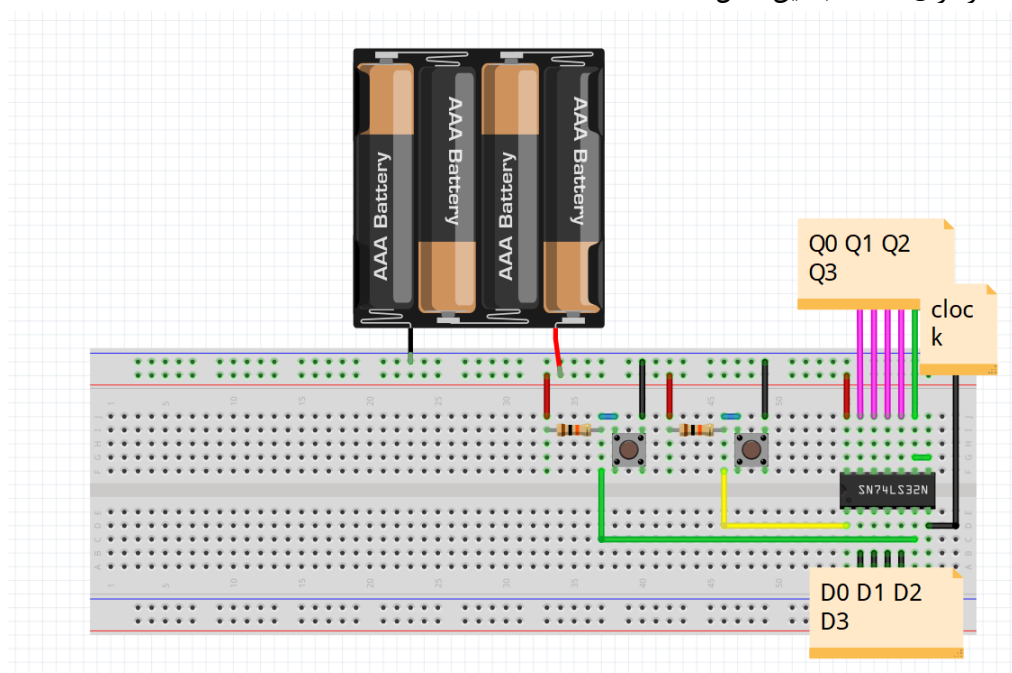 AAA Battery
AAA Battery
AAA Battery
AAA Battery
Q0 Q1 Q2
Q3
cloc
k
SN74LS32N
D0 D1 D2
D3